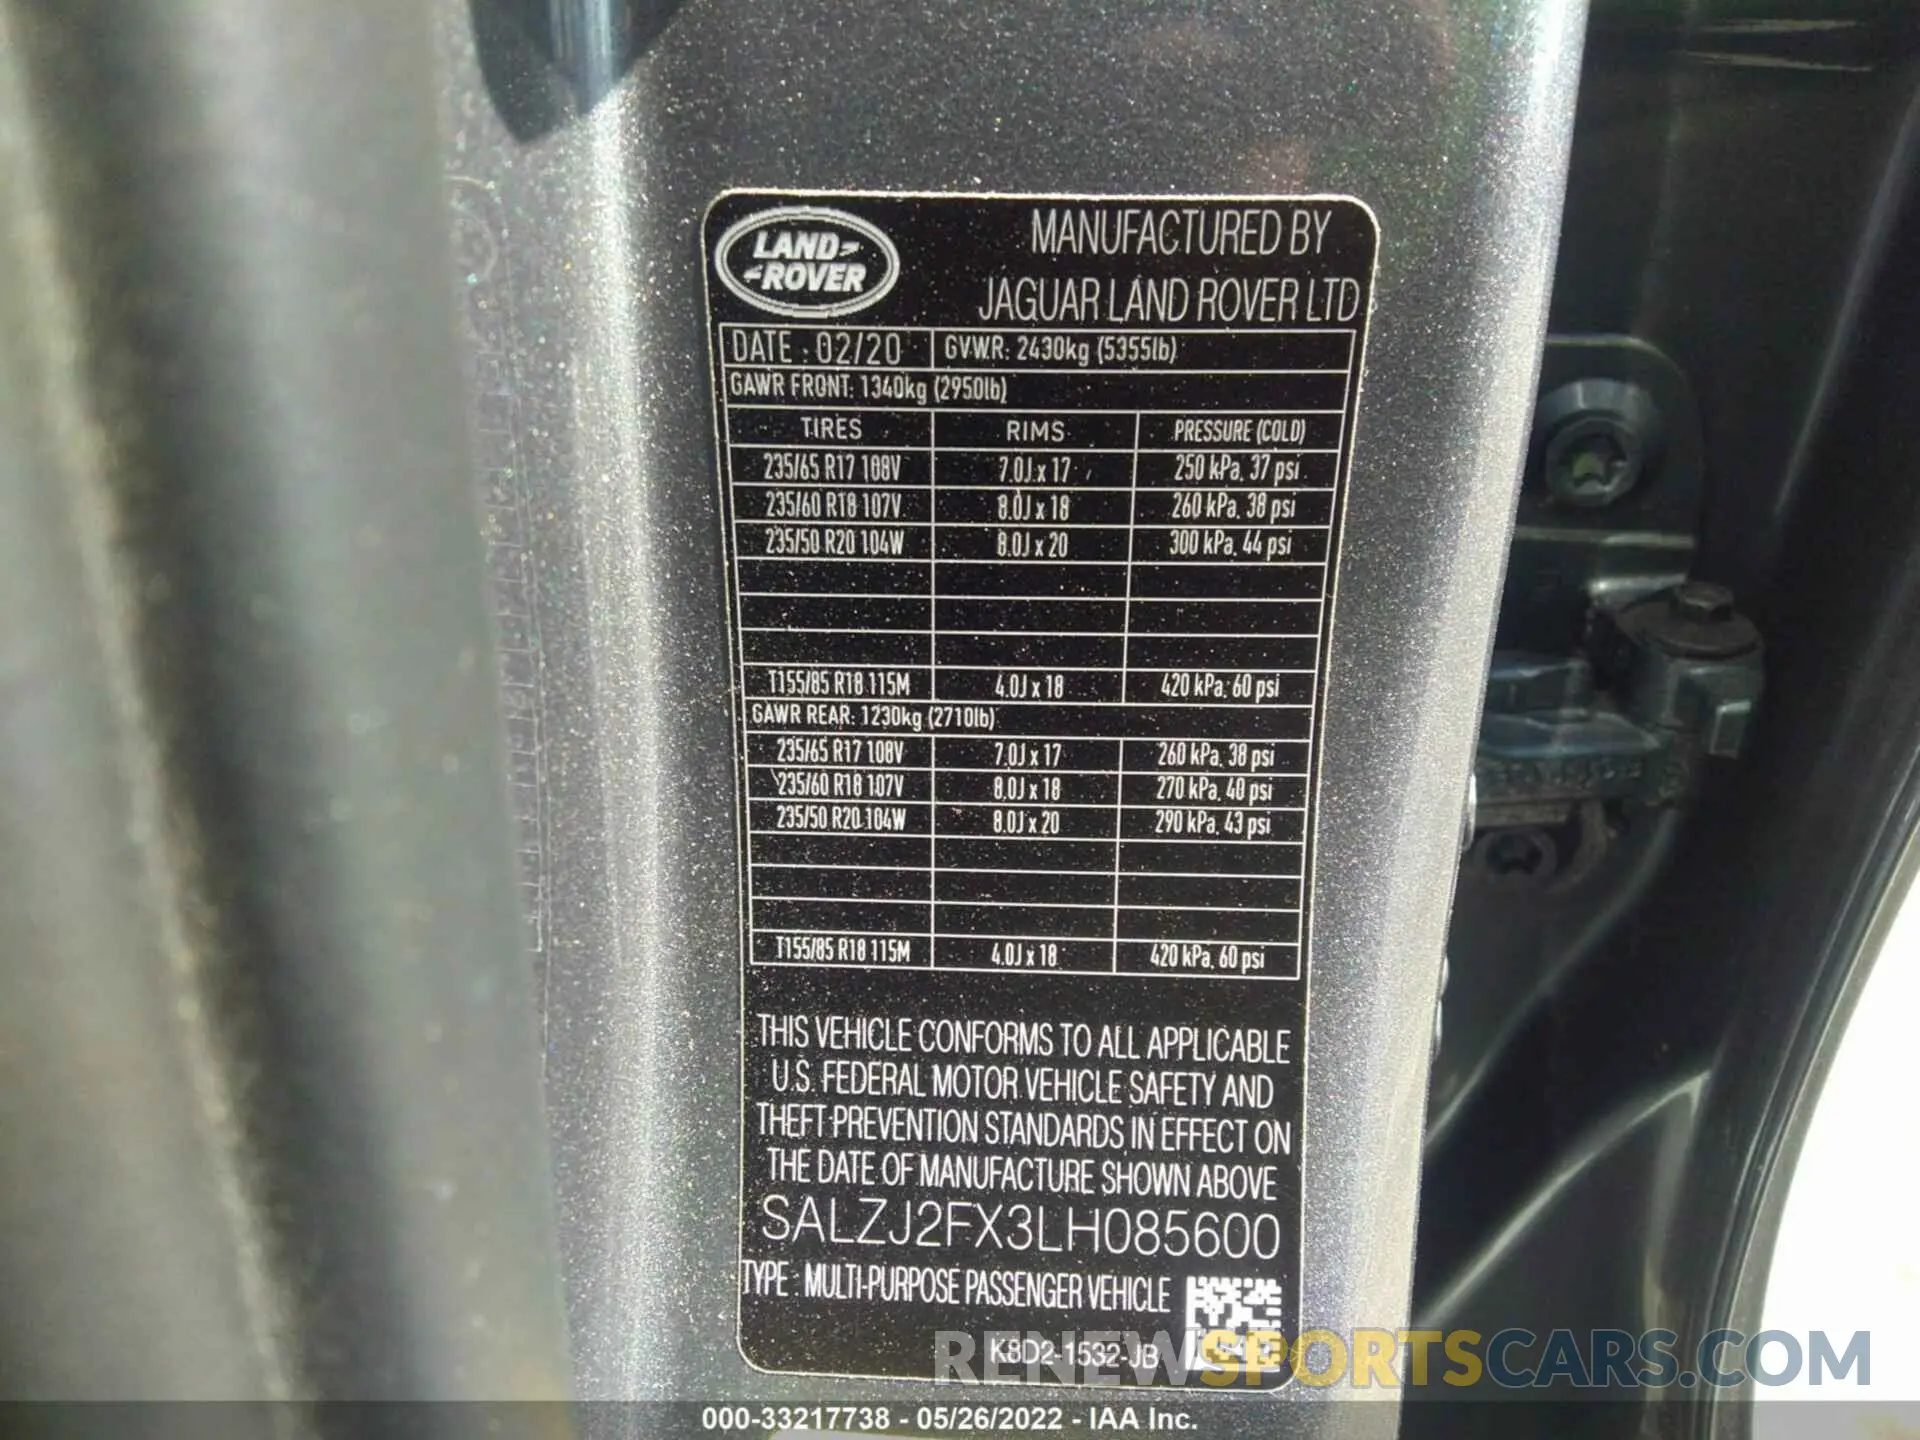 LAND ROVER
MANUFACTURED BY
JAGUAR LAND ROVER LTD
DATE : 02/20 GVWR: 2430kg (5355lb)
GAWR FRONT: 1340kg (2950lb)
TIRES RIMS PRESSURE (COLD)
235/65 R17 108V 7.0J x 17 250 kPa, 37 psi
235/60 R18 107V 8.0J x 18 260 kPa, 38 psi
235/50 R20 104W 8.0J x 20 300 kPa, 44 psi
T155/85 R18 115M 4.0J x 18 420 kPa, 60 psi
GAWR REAR: 1230kg (2710lb)
235/65 R17 108V 7.0J x 17 260 kPa, 38 psi
235/60 R18 107V 8.0J x 18 270 kPa, 40 psi
235/50 R20 104W 8.0J x 20 290 kPa, 43 psi
T155/85 R18 115M 4.0J x 18 420 kPa, 60 psi
THIS VEHICLE CONFORMS TO ALL APPLICABLE
U.S. FEDERAL MOTOR VEHICLE SAFETY AND
THEFT PREVENTION STANDARDS IN EFFECT ON
THE DATE OF MANUFACTURE SHOWN ABOVE
SALZJ2FX3LH085600
TYPE : MULTI-PURPOSE PASSENGER VEHICLE
K8D2-1532-JB
RENEWSPORTSCARS.COM
000-33217738 - 05/26/2022 - IAA Inc.